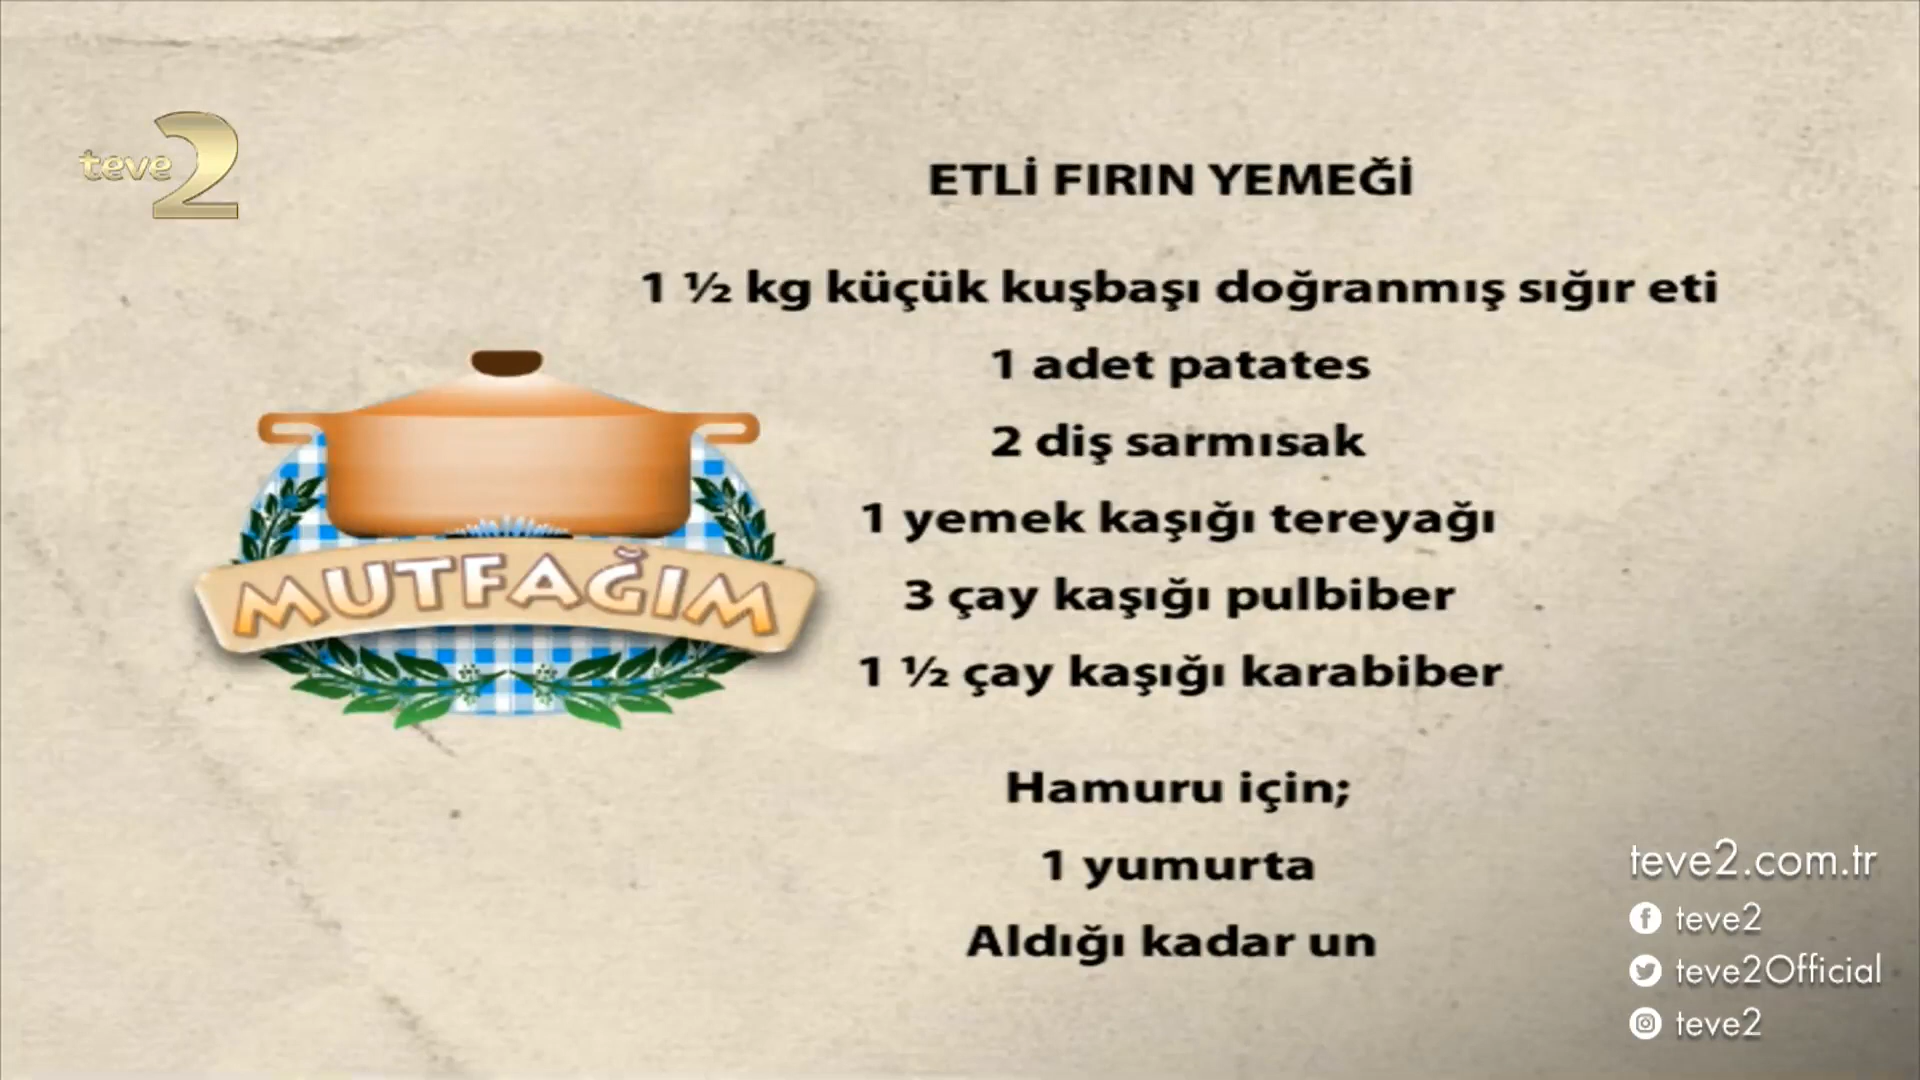 teve2
ETLİ FIRIN YEMEĞİ
1 ½ kg küçük kuşbaşı doğranmış sığır eti
1 adet patates
2 diş sarmısak
1 yemek kaşığı tereyağı
3 çay kaşığı pulbiber
1 ½ çay kaşığı karabiber
MUTFAĞIM
Hamuru için;
1 yumurta
Aldığı kadar un
teve2.com.tr
teve2
teve2Official
teve2